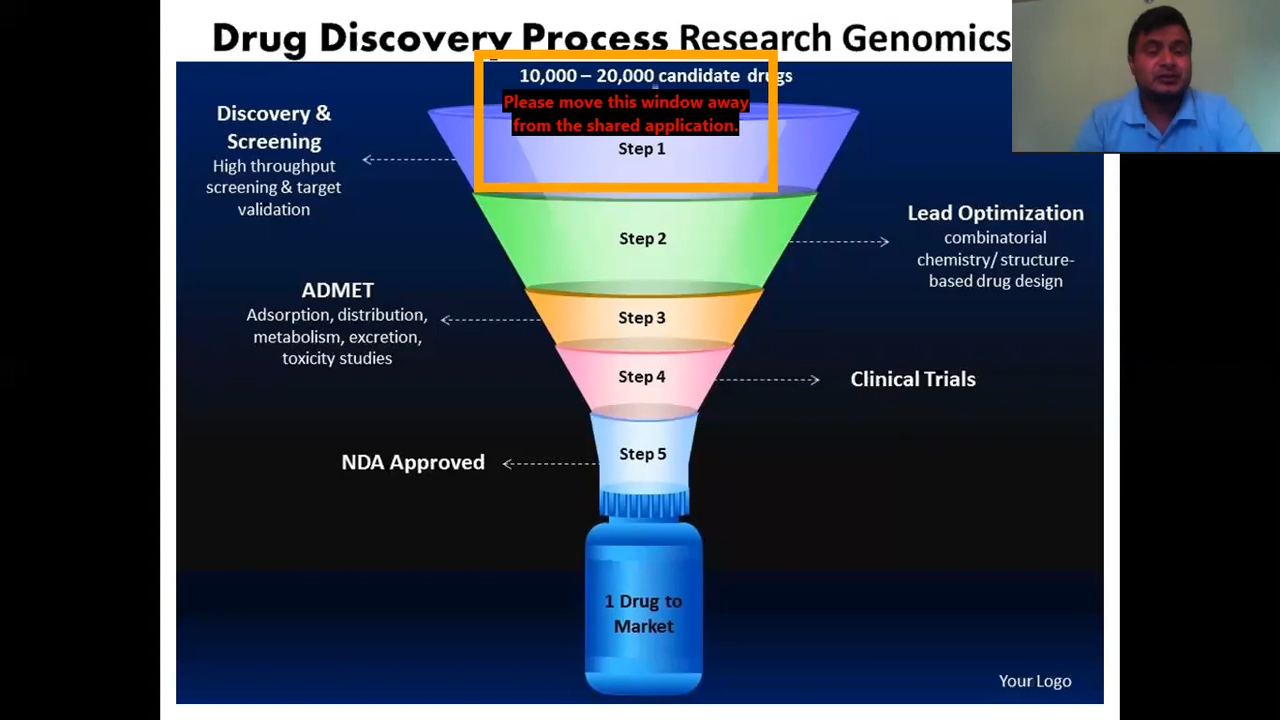 Drug Discovery Process Research Genomics
10,000 – 20,000 candidate drugs
Please move this window away
from the shared application.
Discovery &
Screening
High throughput
screening & target
validation
Step 1
Step 2
Lead Optimization
combinatorial
chemistry/ structure-
based drug design
ADMET
Adsorption, distribution,
metabolism, excretion,
toxicity studies
Step 3
Step 4
Clinical Trials
NDA Approved
Step 5
1 Drug to
Market
Your Logo